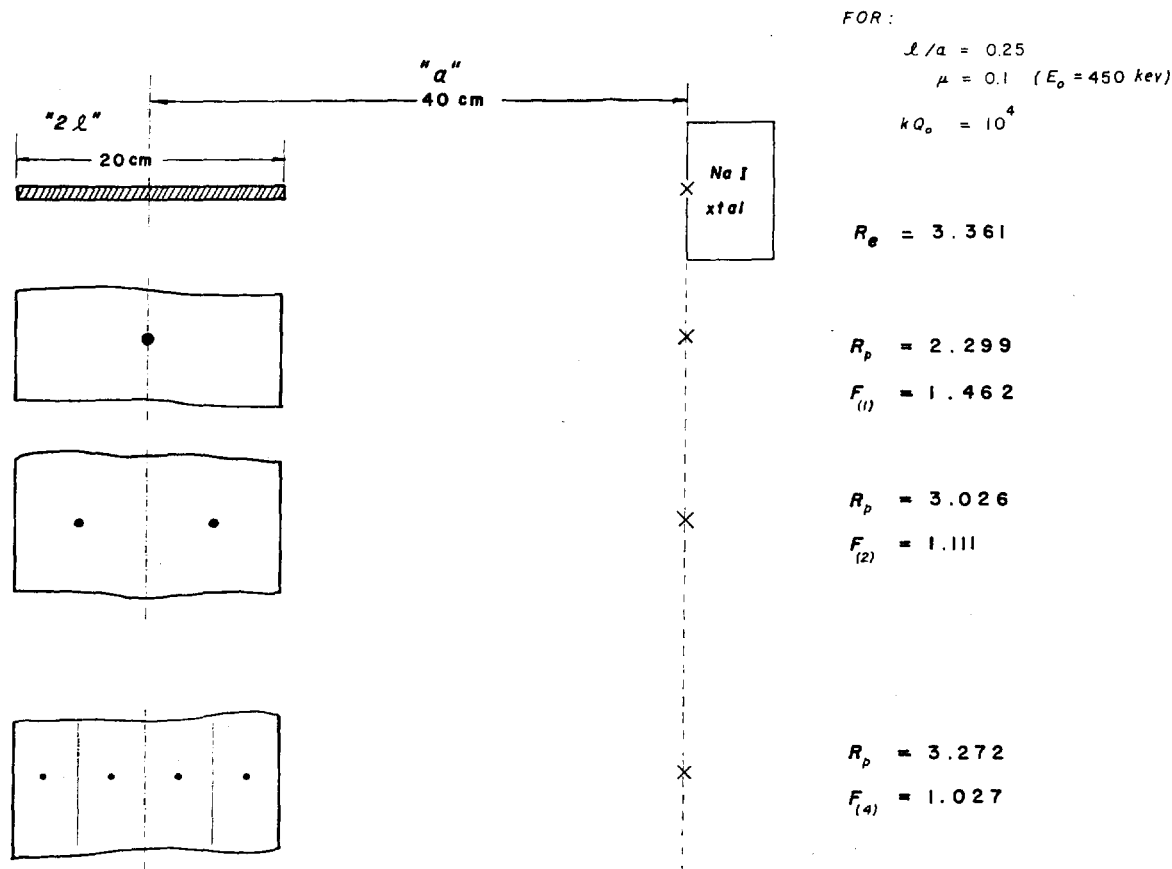 FOR:
ℓ/a = 0.25
μ = 0.1 (E₀ = 450 kev)
kQ₀ = 10⁴
"a"
40 cm
"2ℓ"
20 cm
Na I
xtal
Rₑ = 3.361
Rₚ = 2.299
F₍₁₎ = 1.462
Rₚ = 3.026
F₍₂₎ = 1.111
Rₚ = 3.272
F₍₄₎ = 1.027